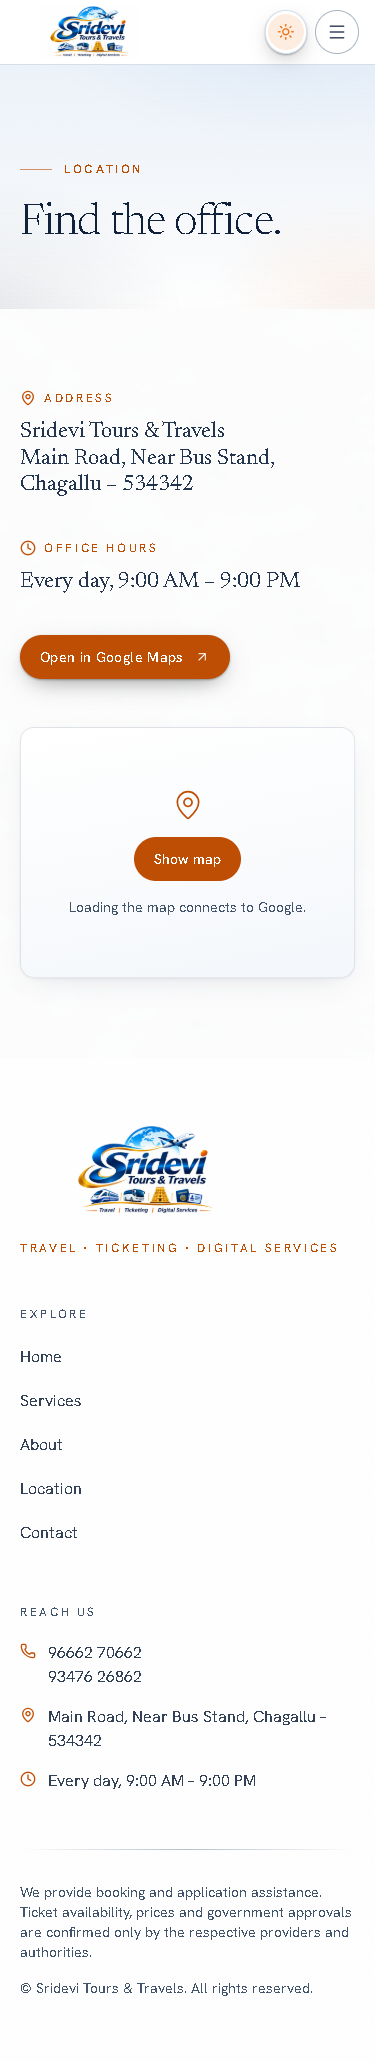 Sridevi
Tours & Travels
Travel | Ticketing | Digital Services
LOCATION
Find the office.
ADDRESS
Sridevi Tours & Travels
Main Road, Near Bus Stand,
Chagallu – 534342
OFFICE HOURS
Every day, 9:00 AM – 9:00 PM
Open in Google Maps
Show map
Loading the map connects to Google.
Sridevi
Tours & Travels
Travel | Ticketing | Digital Services
TRAVEL • TICKETING • DIGITAL SERVICES
EXPLORE
Home
Services
About
Location
Contact
REACH US
96662 70662
93476 26862
Main Road, Near Bus Stand, Chagallu –
534342
Every day, 9:00 AM – 9:00 PM
We provide booking and application assistance.
Ticket availability, prices and government approvals
are confirmed only by the respective providers and
authorities.
© Sridevi Tours & Travels. All rights reserved.